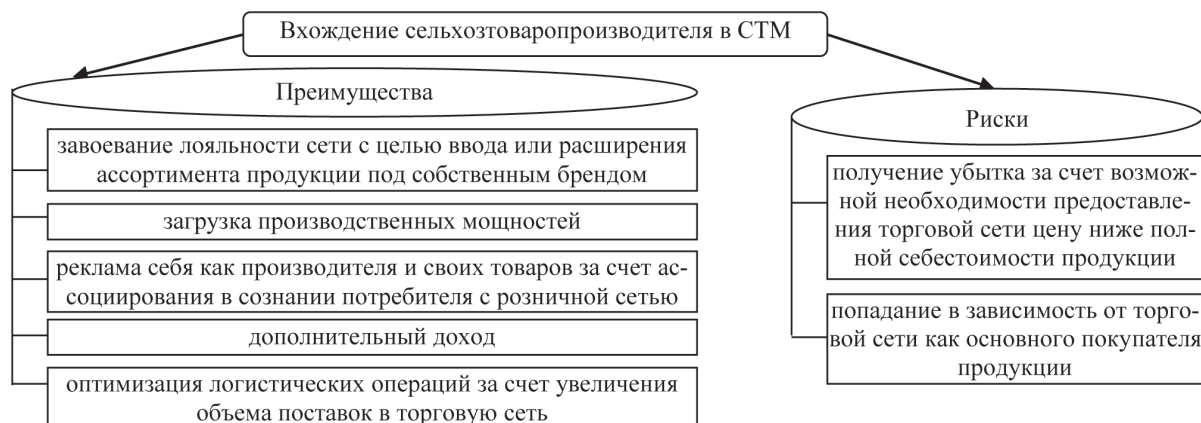 Вхождение сельхозтоваропроизводителя в СТМ
Преимущества
завоевание лояльности сети с целью ввода или расширения
ассортимента продукции под собственным брендом
загрузка производственных мощностей
реклама себя как производителя и своих товаров за счет ас-
социирования в сознании потребителя с розничной сетью
дополнительный доход
оптимизация логистических операций за счет увеличения
объема поставок в торговую сеть
Риски
получение убытка за счет возмож-
ной необходимости предоставле-
ния торговой сети цену ниже пол-
ной себестоимости продукции
попадание в зависимость от торго-
вой сети как основного покупателя
продукции